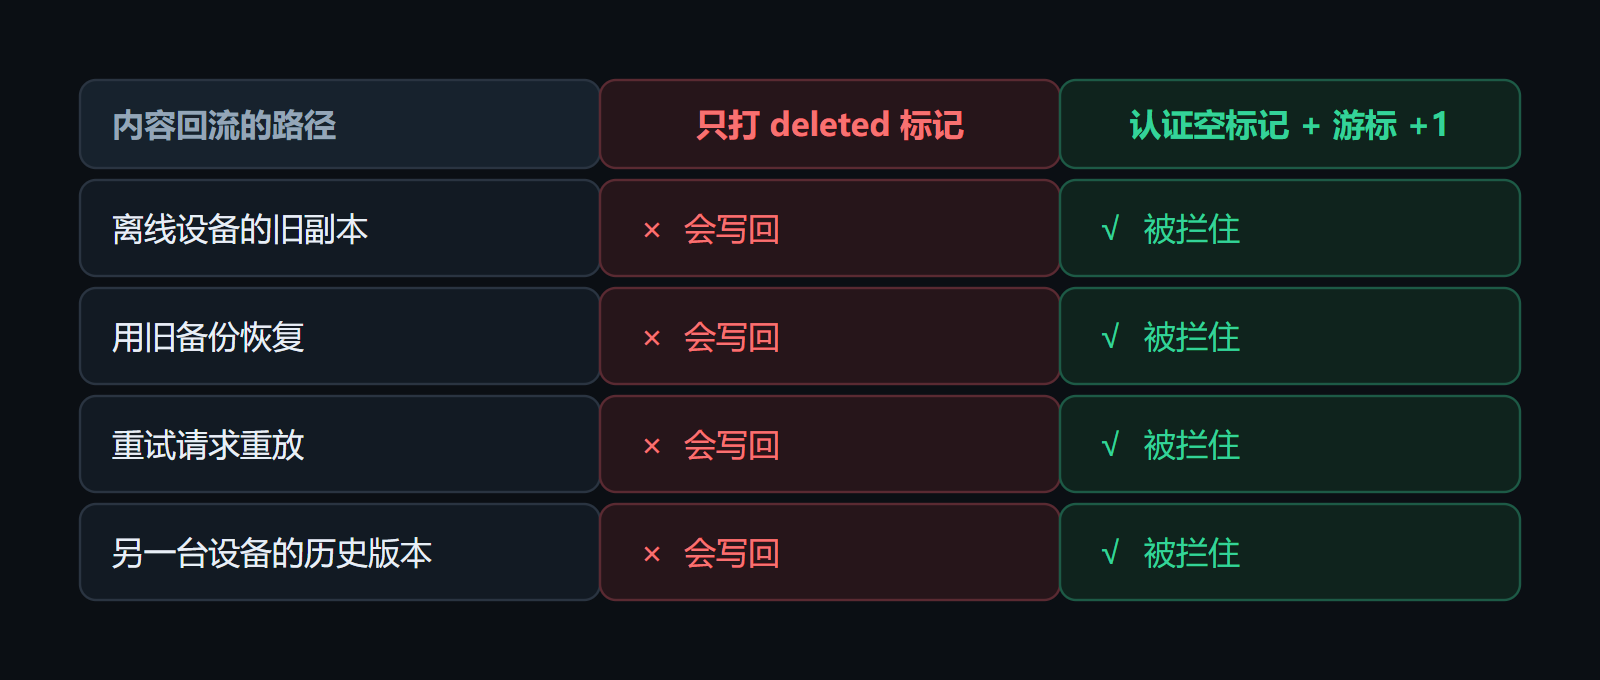 内容回流的路径 只打 deleted 标记 认证空标记 + 游标 +1
离线设备的旧副本 × 会写回 √ 被拦住
用旧备份恢复 × 会写回 √ 被拦住
重试请求重放 × 会写回 √ 被拦住
另一台设备的历史版本 × 会写回 √ 被拦住